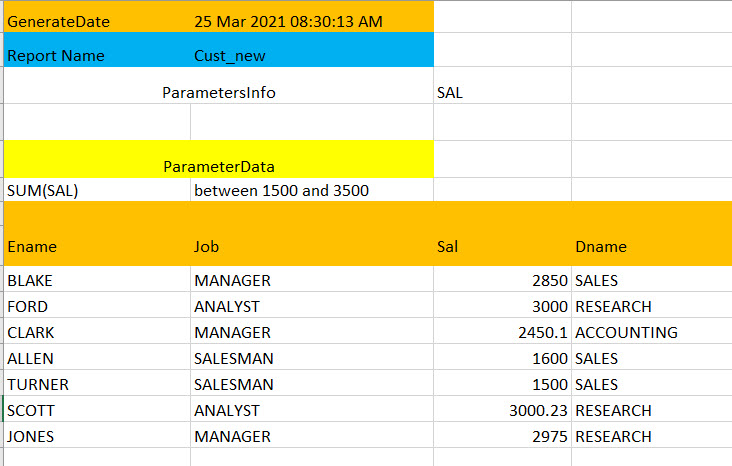 GenerateDate 25 Mar 2021 08:30:13 AM
Report Name Cust_new
ParametersInfo SAL
ParameterData
SUM(SAL) between 1500 and 3500
Ename Job Sal Dname
BLAKE MANAGER 2850 SALES
FORD ANALYST 3000 RESEARCH
CLARK MANAGER 2450.1 ACCOUNTING
ALLEN SALESMAN 1600 SALES
TURNER SALESMAN 1500 SALES
SCOTT ANALYST 3000.23 RESEARCH
JONES MANAGER 2975 RESEARCH